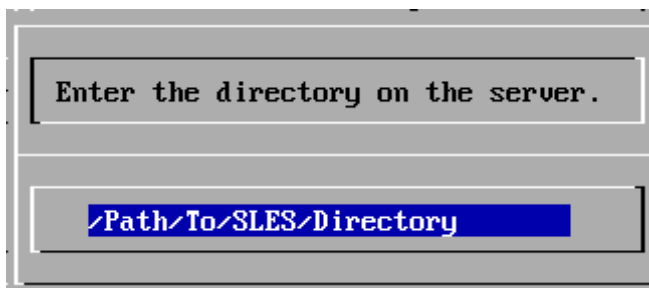 Enter the directory on the server.
/Path/To/SLES/Directory